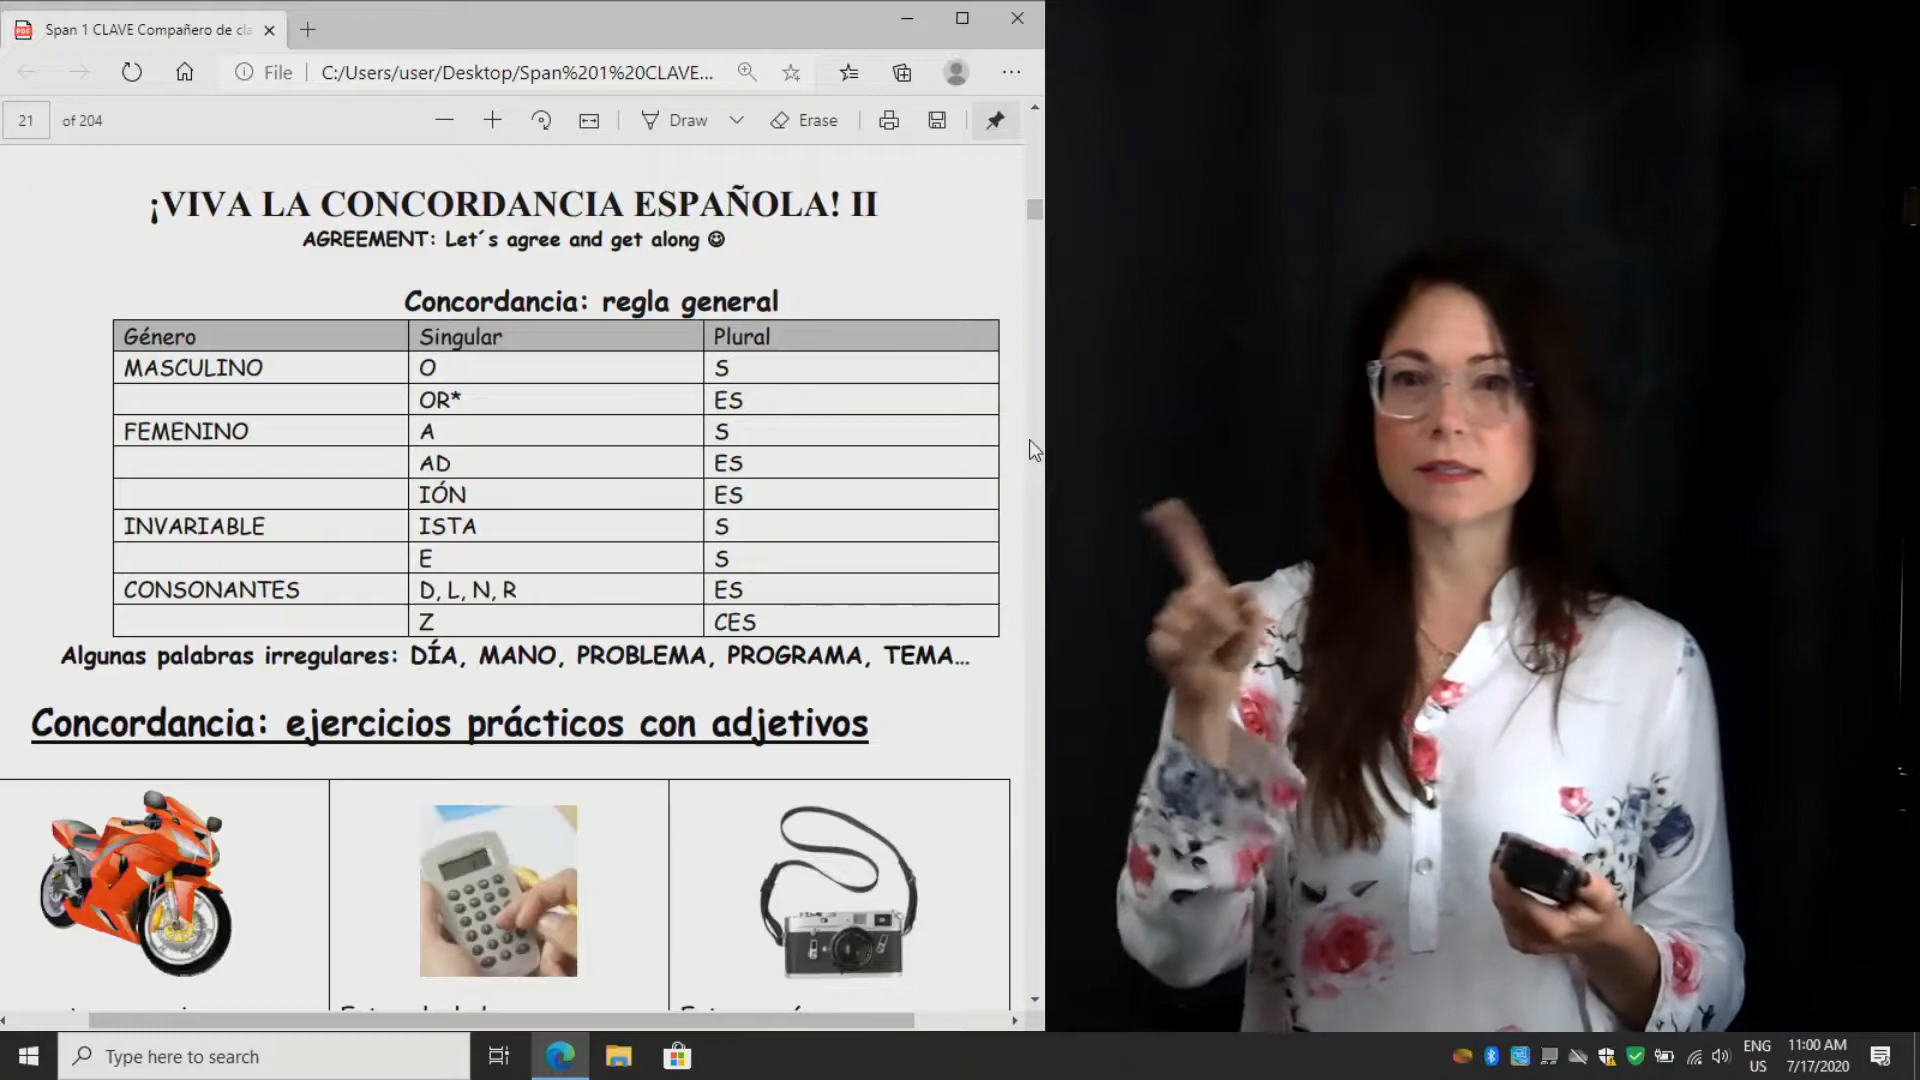 Span 1 CLAVE Compañero de cla
File C:/Users/user/Desktop/Span%201%20CLAVE...
21 of 204 Draw Erase
¡VIVA LA CONCORDANCIA ESPAÑOLA! II
AGREEMENT: Let´s agree and get along ☺
Concordancia: regla general
Género Singular Plural
MASCULINO O S
OR* ES
FEMENINO A S
AD ES
IÓN ES
INVARIABLE ISTA S
E S
CONSONANTES D, L, N, R ES
Z CES
Algunas palabras irregulares: DÍA, MANO, PROBLEMA, PROGRAMA, TEMA…
Concordancia: ejercicios prácticos con adjetivos
Type here to search
ENG 11:00 AM
US 7/17/2020